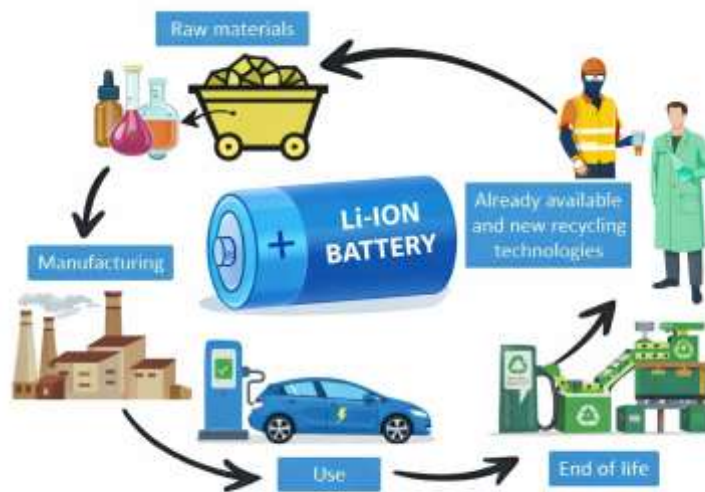 Raw materials
Li-ION
BATTERY
Already available
and new recycling
technologies
Manufacturing
Use
End of life